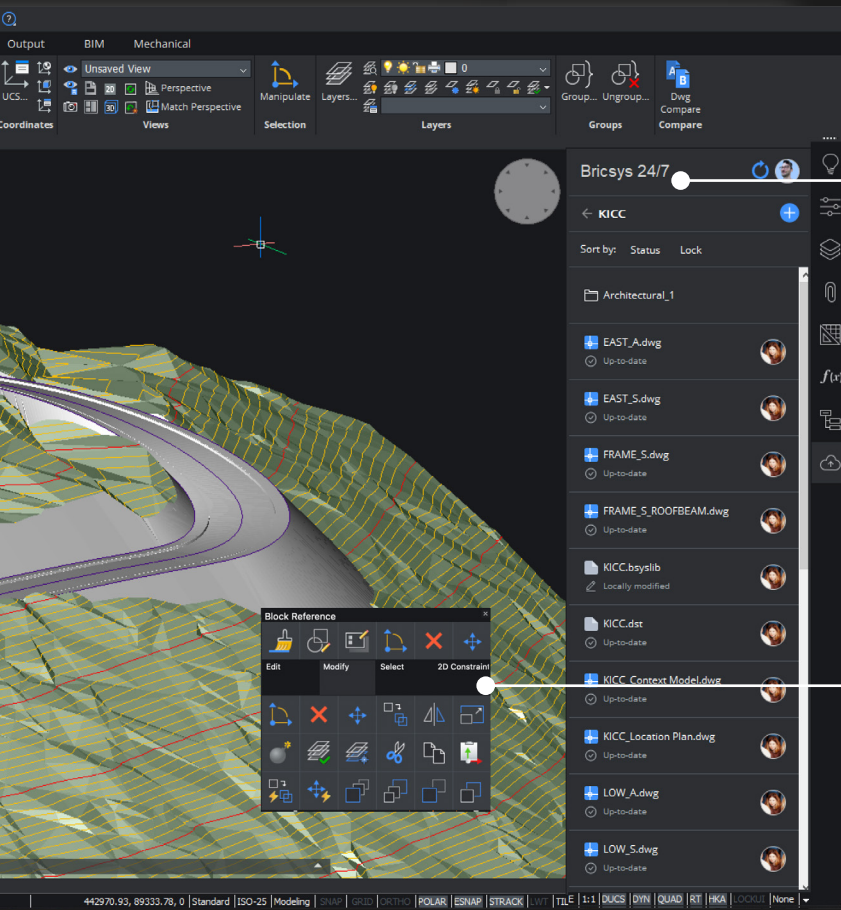 ?
Output BIM Mechanical
Unsaved View
0
UCS...
20
Perspective
Manipulate
Layers...
Group... Ungroup...
Dwg
Compare
3D
Match Perspective
Coordinates Views Selection Layers Groups Compare
A
B
Bricsys 24/7
KICC
Sort by: Status Lock
Architectural_1
EAST_A.dwg
Up-to-date
EAST_S.dwg
Up-to-date
f(x)
FRAME_S.dwg
Up-to-date
FRAME_S_ROOFBEAM.dwg
Up-to-date
KICC.bsyslib
Locally modified
KICC.dst
Up-to-date
KICC_Context Model.dwg
Up-to-date
KICC_Location Plan.dwg
Up-to-date
LOW_A.dwg
Up-to-date
LOW_S.dwg
Up-to-date
Block Reference
Edit Modify Select 2D Constraint
442970.93, 89333.78, 0 Standard ISO-25 Modeling SNAP GRID ORTHO POLAR ESNAP STRACK LWT TILE 1:1 DUCS DYN QUAD RT HKA LOCKUI None